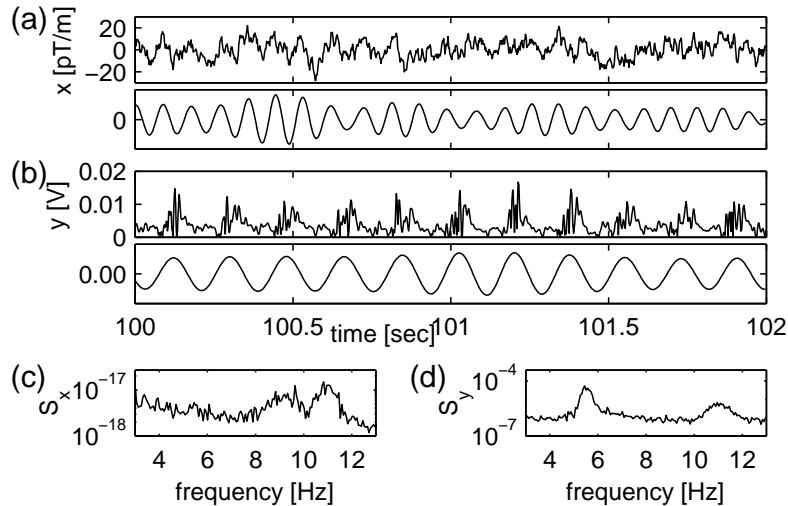 (a)
x [pT/m]
20
0
−20
0
(b)
y [V]
0.02
0.01
0
0.00
100
100.5
time [sec]
101
101.5
102
(c)
S_x
10^−17
10^−18
4 6 8 10 12
frequency [Hz]
(d)
S_y
10^−4
10^−7
4 6 8 10 12
frequency [Hz]